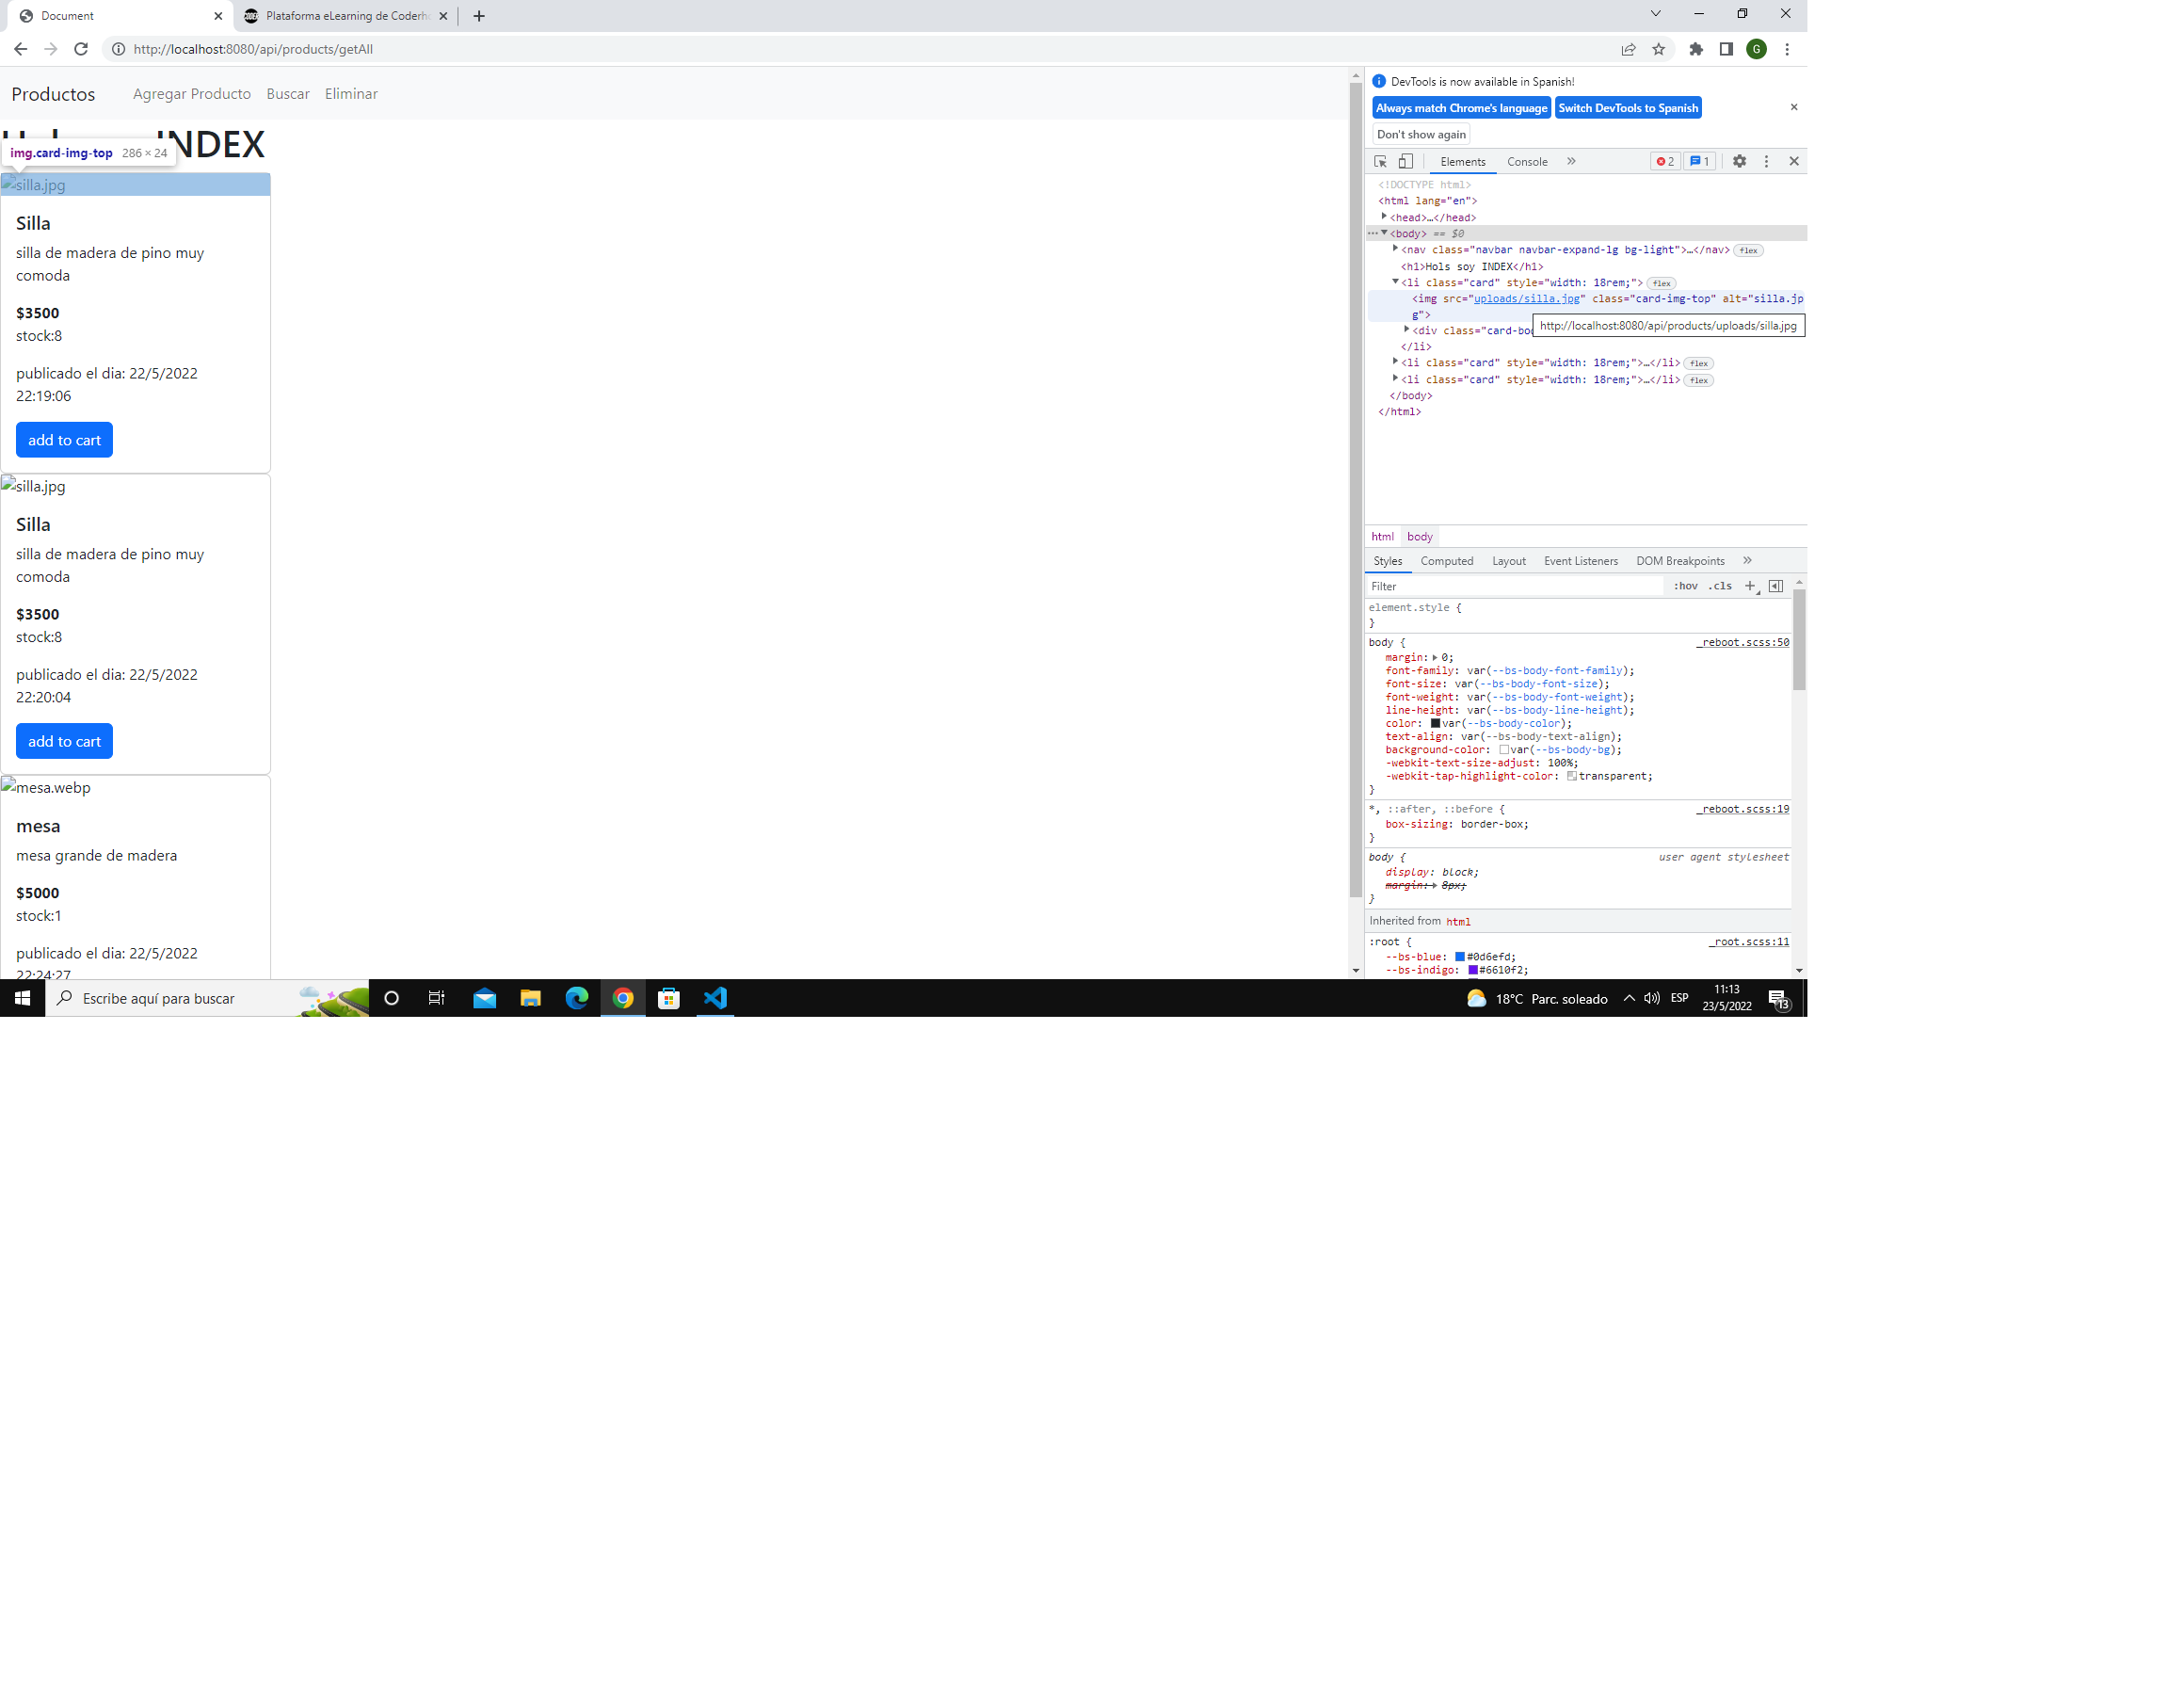 Document
Plataforma eLearning de Coderh
http://localhost:8080/api/products/getAll
G
Productos
Agregar Producto
Buscar
Eliminar
INDEX
img.card-img-top 286 × 24
silla.jpg
Silla
silla de madera de pino muy
comoda
$3500
stock:8
publicado el dia: 22/5/2022
22:19:06
add to cart
silla.jpg
Silla
silla de madera de pino muy
comoda
$3500
stock:8
publicado el dia: 22/5/2022
22:20:04
add to cart
mesa.webp
mesa
mesa grande de madera
$5000
stock:1
publicado el dia: 22/5/2022
22:24:27
DevTools is now available in Spanish!
Always match Chrome's language
Switch DevTools to Spanish
Don't show again
Elements
Console
2
1
<!DOCTYPE html>
<html lang="en">
<head>…</head>
<body> == $0
<nav class="navbar navbar-expand-lg bg-light">…</nav> flex
<h1>Hols soy INDEX</h1>
<li class="card" style="width: 18rem;"> flex
<img src="uploads/silla.jpg" class="card-img-top" alt="silla.jp
g">
<div class="card-bo
http://localhost:8080/api/products/uploads/silla.jpg
</li>
<li class="card" style="width: 18rem;">…</li> flex
<li class="card" style="width: 18rem;">…</li> flex
</body>
</html>
html body
Styles
Computed
Layout
Event Listeners
DOM Breakpoints
Filter
:hov .cls
element.style {
}
body {
_reboot.scss:50
margin: 0;
font-family: var(--bs-body-font-family);
font-size: var(--bs-body-font-size);
font-weight: var(--bs-body-font-weight);
line-height: var(--bs-body-line-height);
color: var(--bs-body-color);
text-align: var(--bs-body-text-align);
background-color: var(--bs-body-bg);
-webkit-text-size-adjust: 100%;
-webkit-tap-highlight-color: transparent;
}
*, ::after, ::before {
_reboot.scss:19
box-sizing: border-box;
}
body {
user agent stylesheet
display: block;
margin: 8px;
}
Inherited from html
:root {
_root.scss:11
--bs-blue: #0d6efd;
--bs-indigo: #6610f2;
Escribe aquí para buscar
18°C Parc. soleado
ESP
11:13
23/5/2022
13